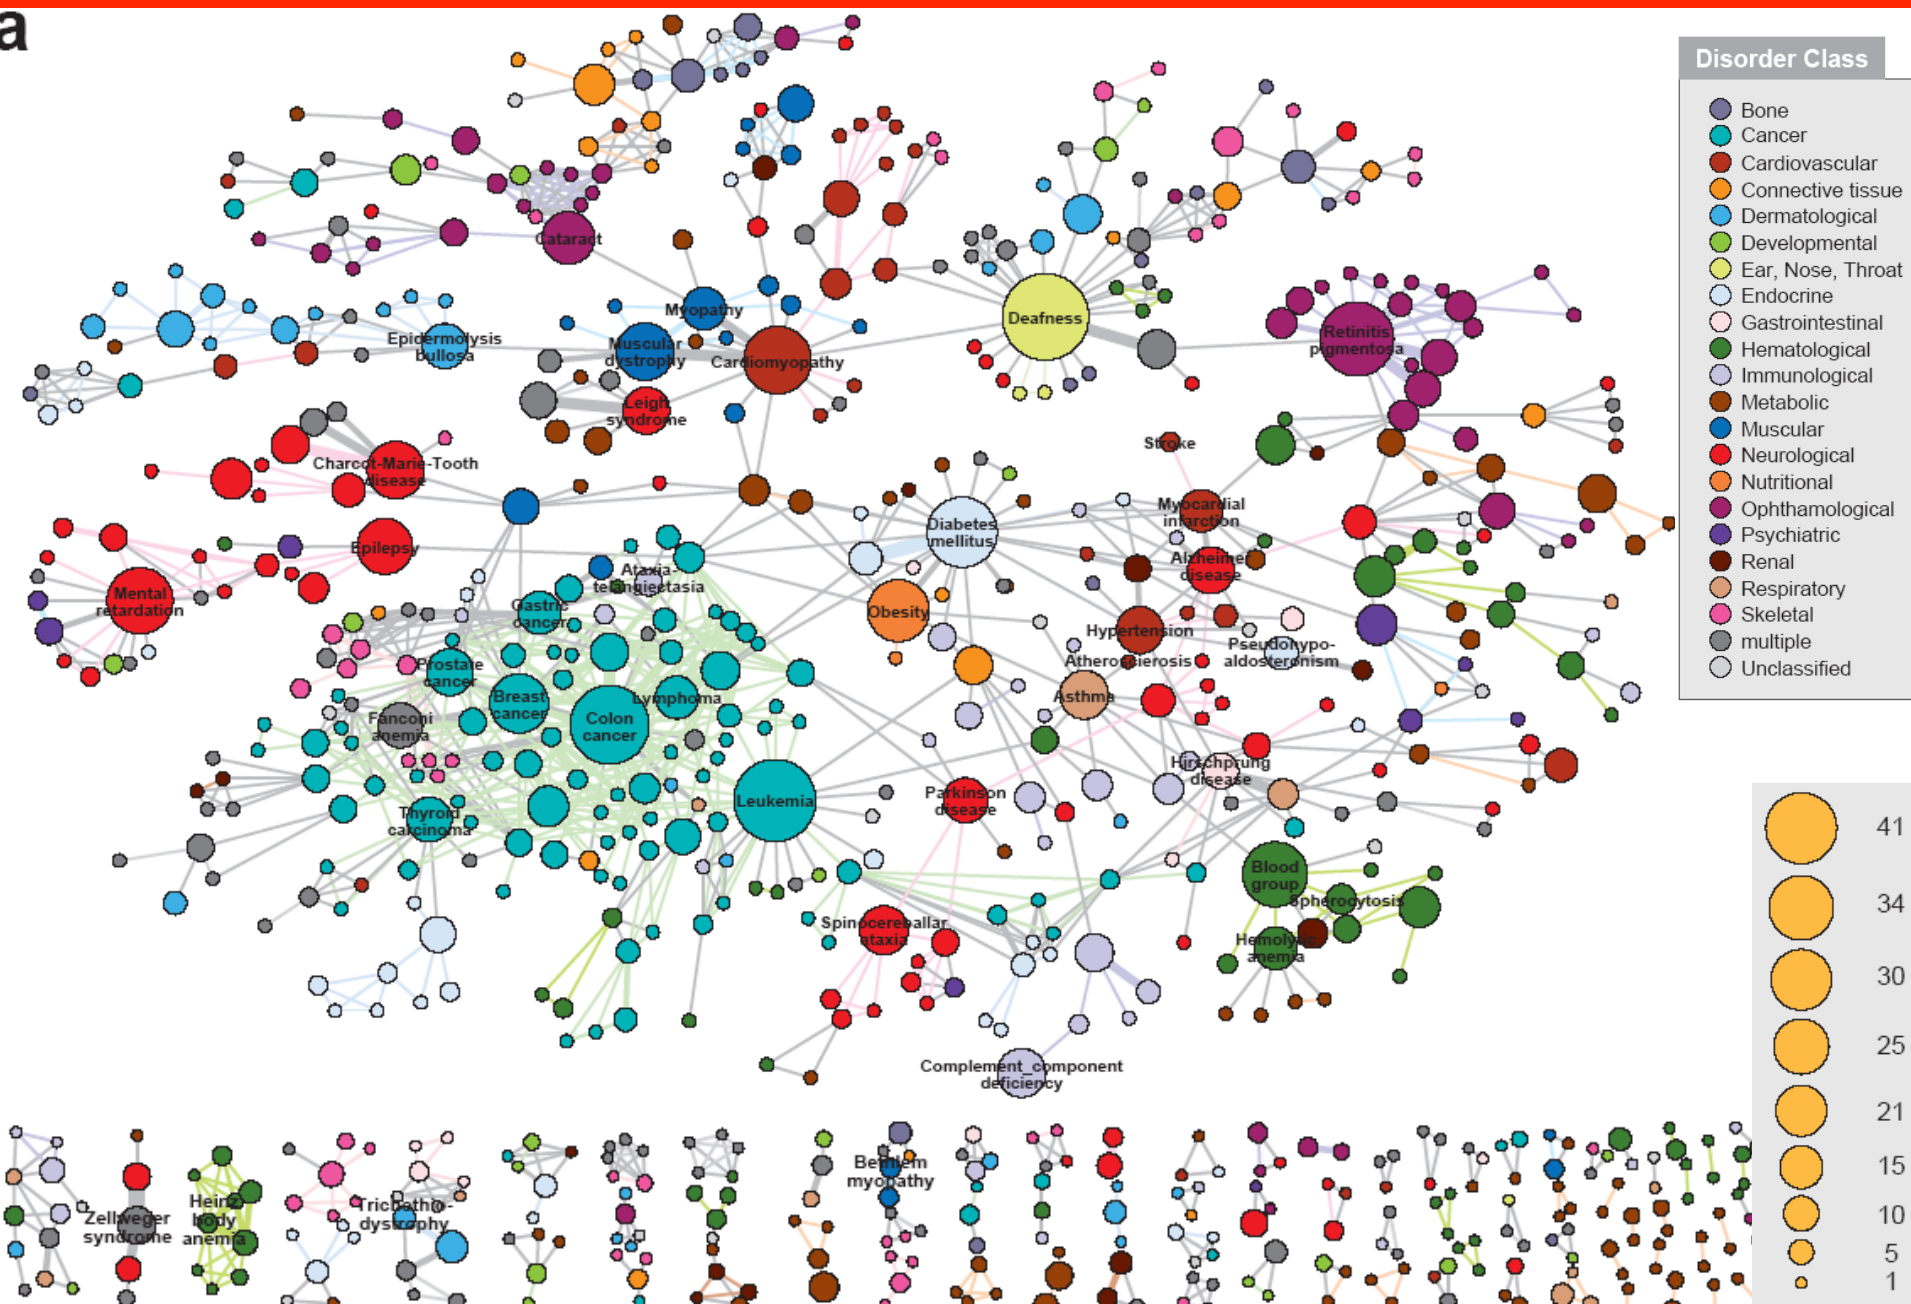 a
Disorder Class
Bone
Cancer
Cardiovascular
Connective tissue
Dermatological
Developmental
Ear, Nose, Throat
Endocrine
Gastrointestinal
Hematological
Immunological
Metabolic
Muscular
Neurological
Nutritional
Ophthamological
Psychiatric
Renal
Respiratory
Skeletal
multiple
Unclassified
Cataract
Myopathy
Deafness
Epidermolysis
bullosa
Muscular
dystrophy
Cardiomyopathy
Retinitis
pigmentosa
Leigh
syndrome
Charcot-Marie-Tooth
disease
Stroke
Myocardial
infarction
Diabetes
mellitus
Epilepsy
Alzheimer
disease
Ataxia-
telangiectasia
Mental
retardation
Gastric
cancer
Obesity
Hypertension
Pseudohypo-
aldosteronism
Atherosclerosis
Prostate
cancer
Breast
cancer
Lymphoma
Asthma
Fanconi
anemia
Colon
cancer
Hirschprung
disease
Leukemia
Parkinson
disease
Thyroid
carcinoma
Blood
group
Spherocytosis
Spinocereballar
ataxia
Hemolytic
anemia
Complement_component
deficiency
Bethlem
myopathy
Zellweger
syndrome
Heinz
body
anemia
Trichothio-
dystrophy
41
34
30
25
21
15
10
5
1